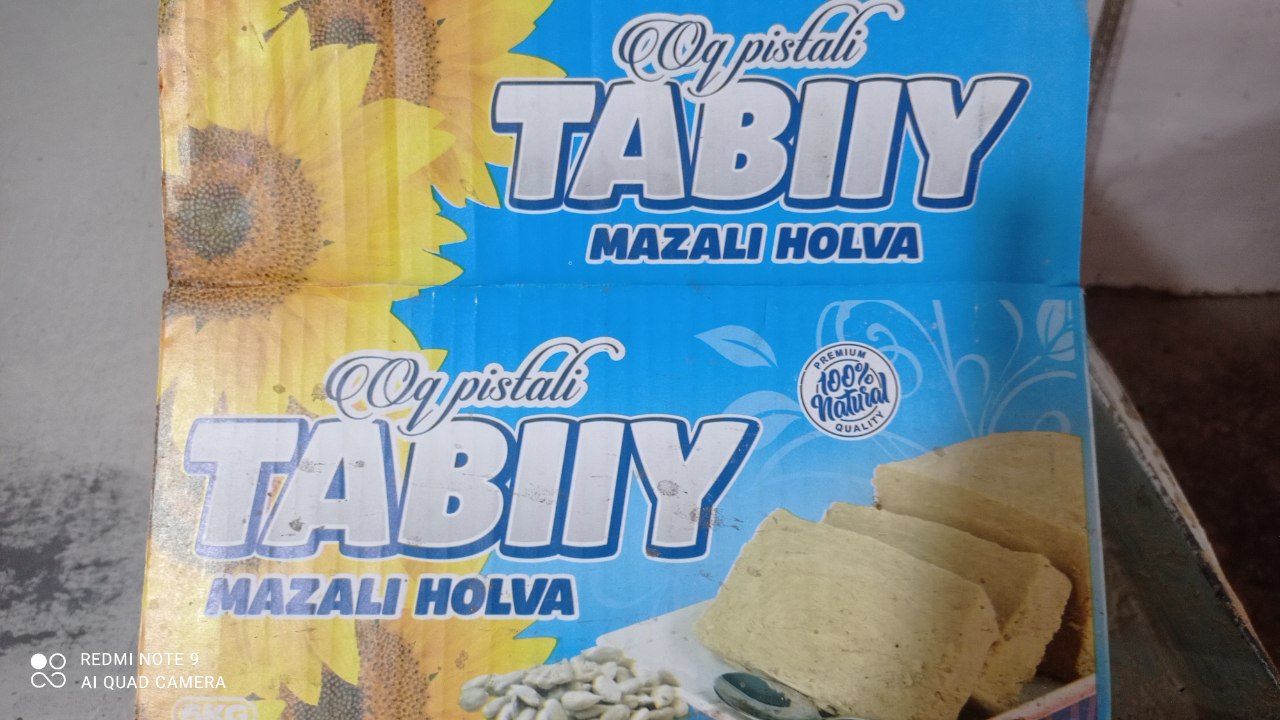 Oq pistali
TABIIY
MAZALI HOLVA
Oq pistali
TABIIY
MAZALI HOLVA
PREMIUM
100%
Natural
QUALITY
REDMI NOTE 9
AI QUAD CAMERA